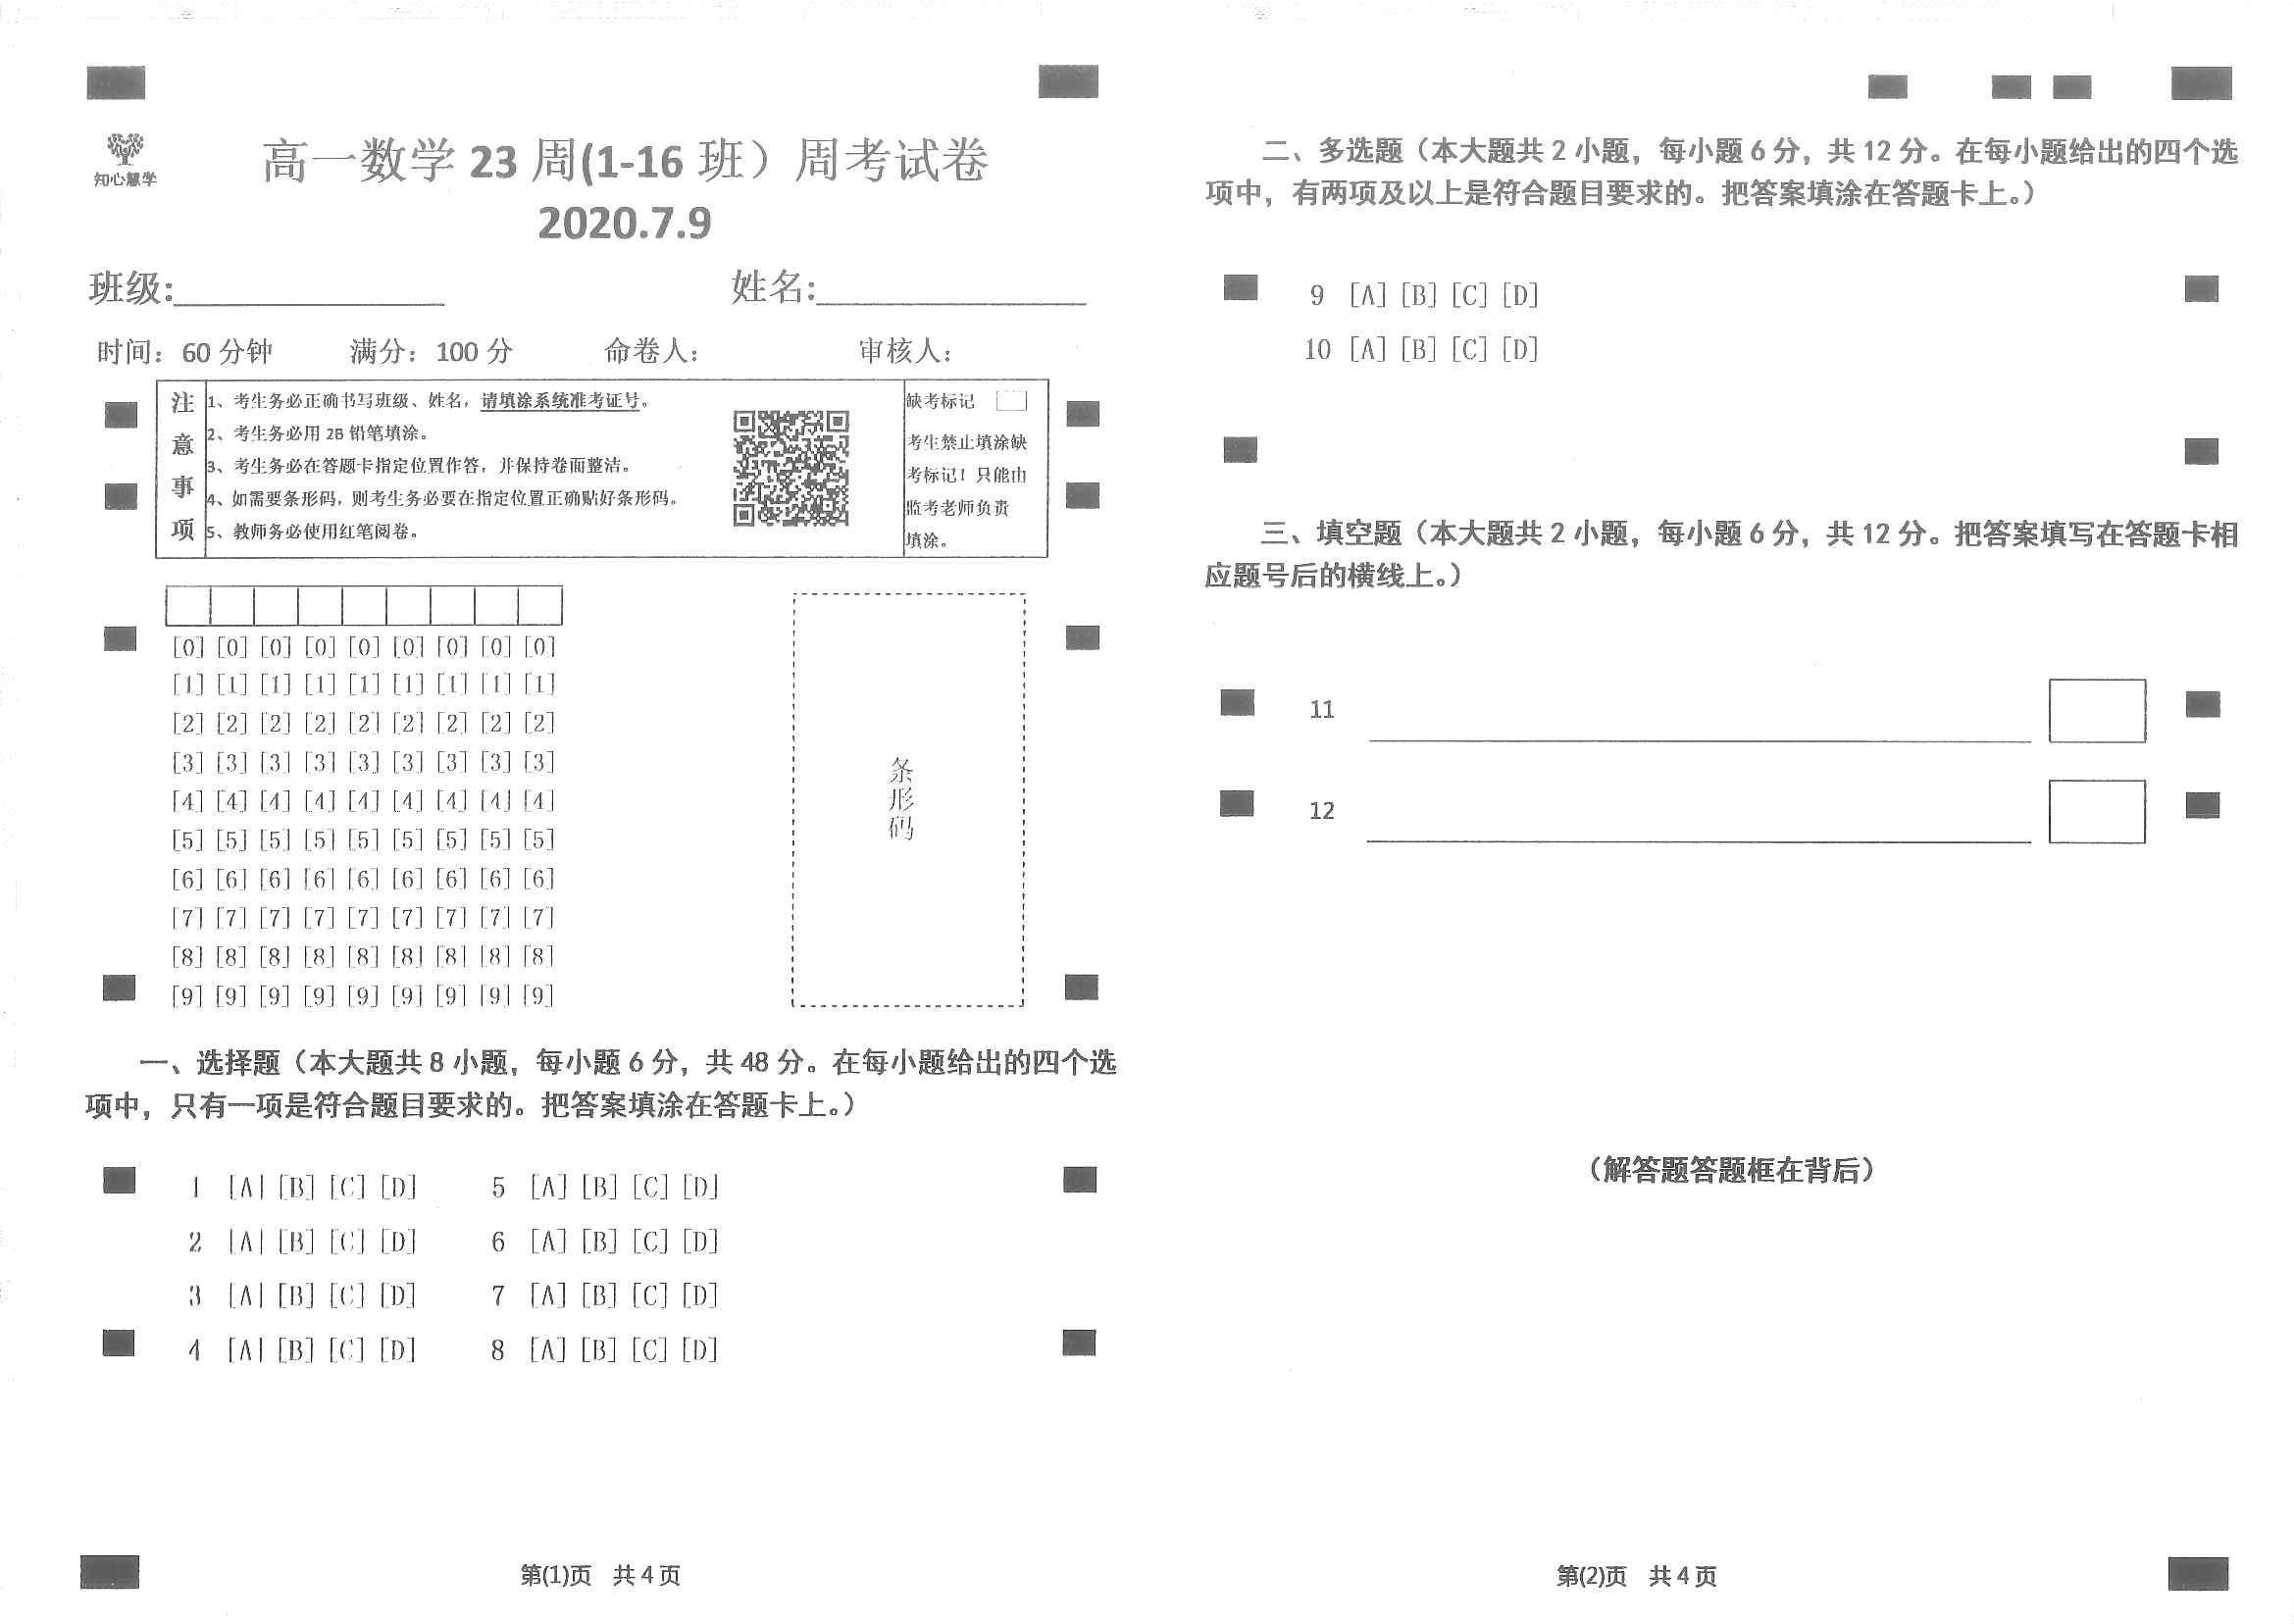 知心慧学
高一数学 23 周(1-16 班）周考试卷
2020.7.9
班级:
姓名:
时间：60 分钟 满分：100 分 命卷人： 审核人：
注意事项
1、考生务必正确书写班级、姓名，请填涂系统准考证号。
2、考生务必用 2B 铅笔填涂。
3、考生务必在答题卡指定位置作答，并保持卷面整洁。
4、如需要条形码，则考生务必要在指定位置正确贴好条形码。
5、教师务必使用红笔阅卷。
缺考标记
考生禁止填涂缺
考标记！只能由
监考老师负责
填涂。
[0] [0] [0] [0] [0] [0] [0] [0] [0]
[1] [1] [1] [1] [1] [1] [1] [1] [1]
[2] [2] [2] [2] [2] [2] [2] [2] [2]
[3] [3] [3] [3] [3] [3] [3] [3] [3]
[4] [4] [4] [4] [4] [4] [4] [4] [4]
[5] [5] [5] [5] [5] [5] [5] [5] [5]
[6] [6] [6] [6] [6] [6] [6] [6] [6]
[7] [7] [7] [7] [7] [7] [7] [7] [7]
[8] [8] [8] [8] [8] [8] [8] [8] [8]
[9] [9] [9] [9] [9] [9] [9] [9] [9]
条形码
一、选择题（本大题共 8 小题，每小题 6 分，共 48 分。在每小题给出的四个选
项中，只有一项是符合题目要求的。把答案填涂在答题卡上。）
1 [A] [B] [C] [D] 5 [A] [B] [C] [D]
2 [A] [B] [C] [D] 6 [A] [B] [C] [D]
3 [A] [B] [C] [D] 7 [A] [B] [C] [D]
4 [A] [B] [C] [D] 8 [A] [B] [C] [D]
第(1)页 共 4 页
二、多选题（本大题共 2 小题，每小题 6 分，共 12 分。在每小题给出的四个选
项中，有两项及以上是符合题目要求的。把答案填涂在答题卡上。）
9 [A] [B] [C] [D]
10 [A] [B] [C] [D]
三、填空题（本大题共 2 小题，每小题 6 分，共 12 分。把答案填写在答题卡相
应题号后的横线上。）
11
12
（解答题答题框在背后）
第(2)页 共 4 页